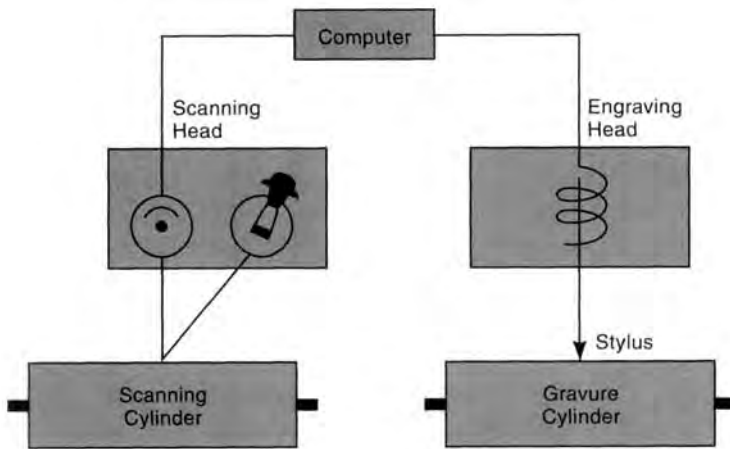 Computer
Scanning
Head
Engraving
Head
Stylus
Scanning
Cylinder
Gravure
Cylinder